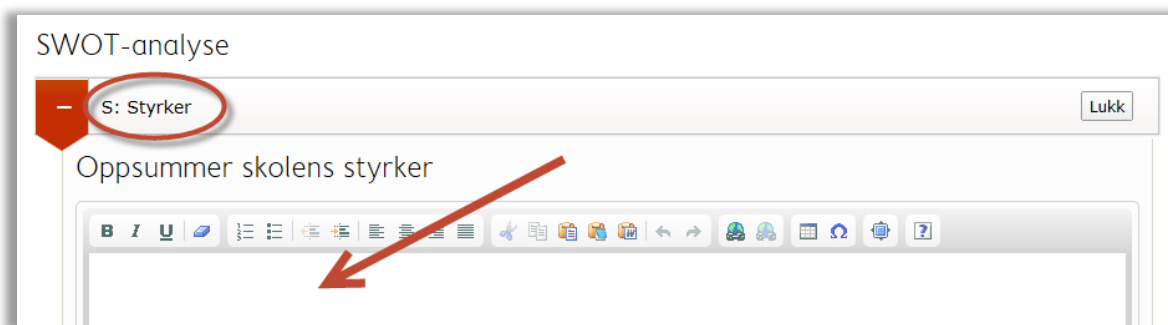 SWOT-analyse
S: Styrker
Lukk
Oppsummer skolens styrker
B I U